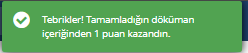 Tebrikler! Tamamladığın döküman
içeriğinden 1 puan kazandın.